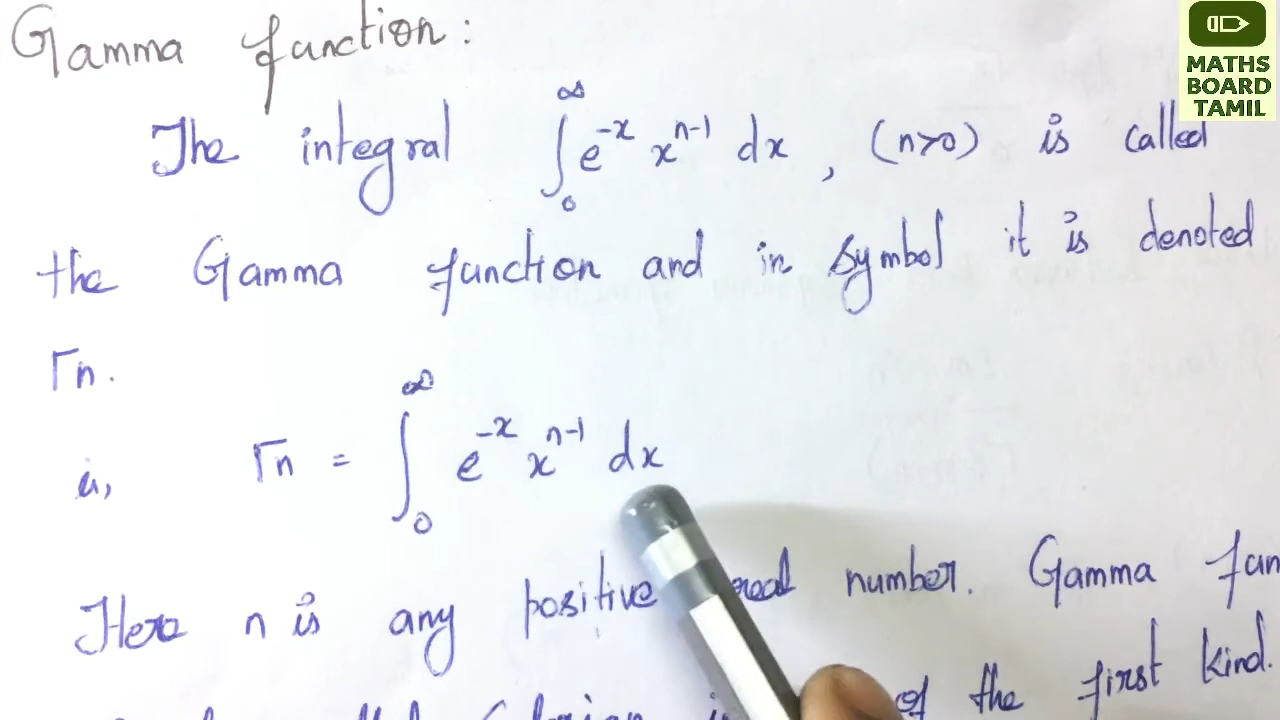 Gamma function:
The integral ∫₀^∞ e^{-x} x^{n-1} dx, (n>0) is called
the Gamma function and in symbol it is denoted
Γn.
ie, Γn = ∫₀^∞ e^{-x} x^{n-1} dx
Here n is any positive real number. Gamma fun
of the first kind.
MATHS
BOARD
TAMIL